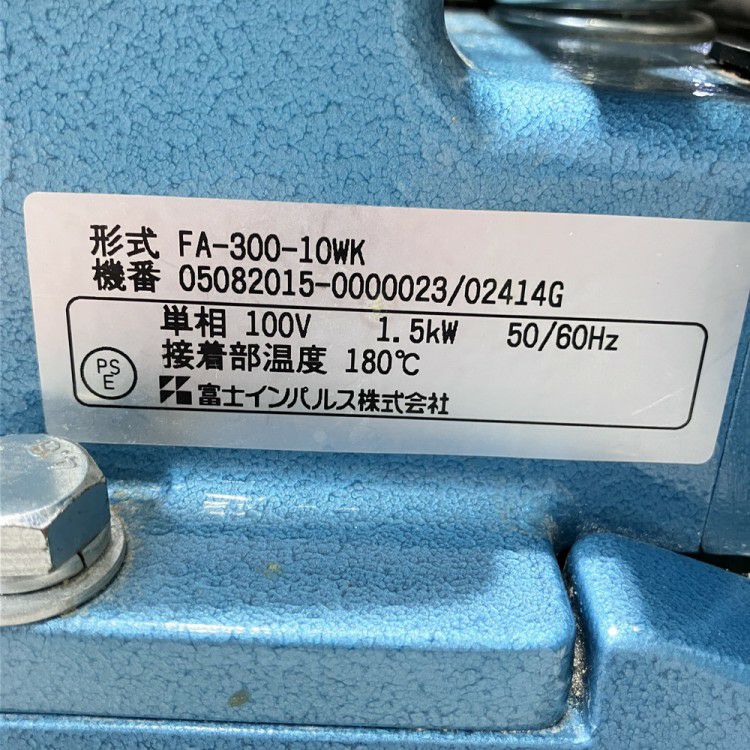 形式 FA-300-10WK
機番 05082015-0000023/02414G
単相 100V 1.5kW 50/60Hz
接着部温度 180℃
PS
E
富士インパルス株式会社